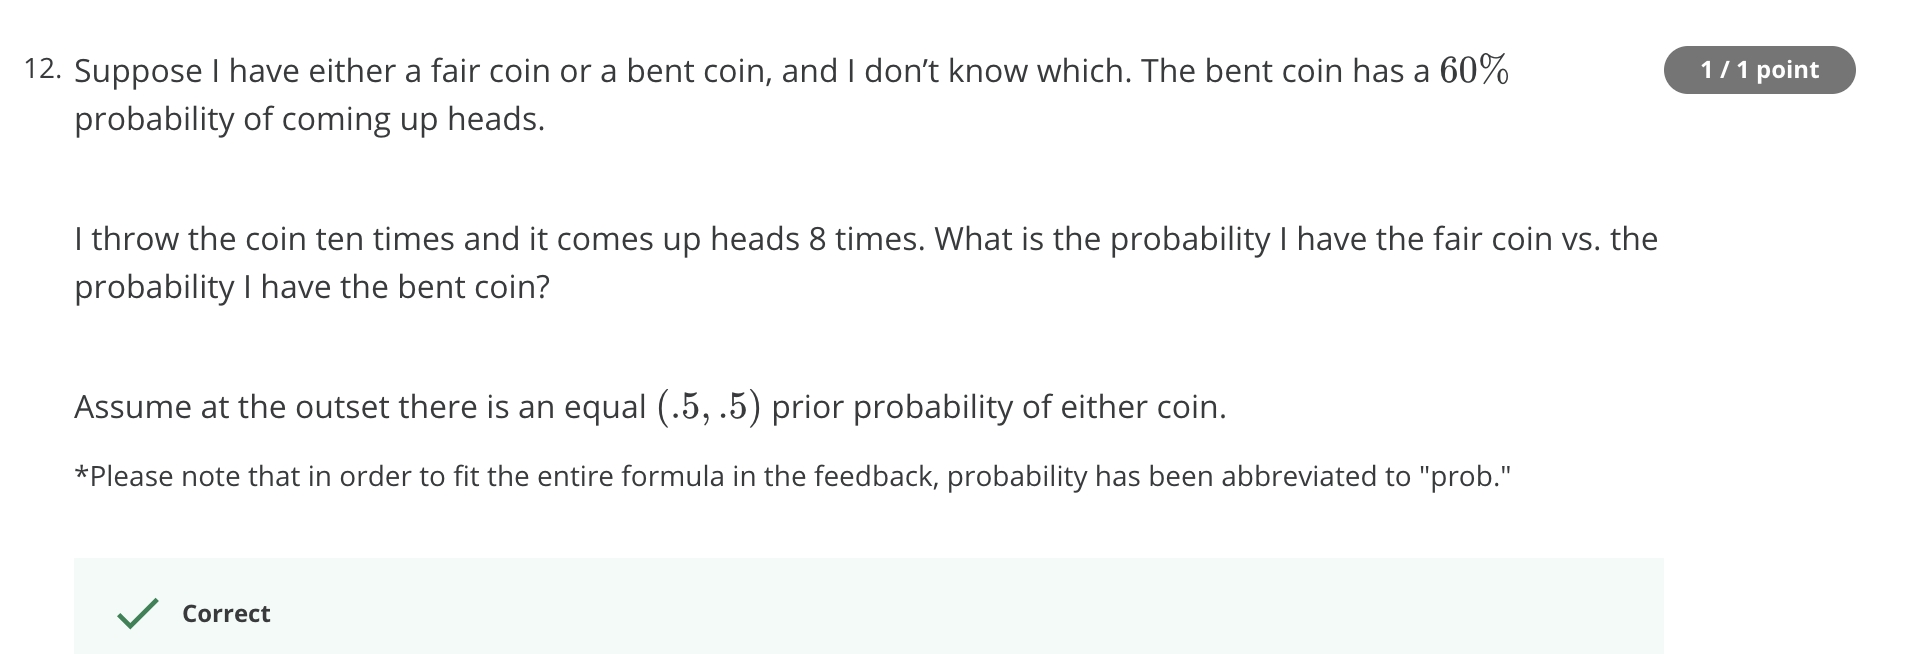 12. Suppose I have either a fair coin or a bent coin, and I don’t know which. The bent coin has a 60% 1 / 1 point
probability of coming up heads.
I throw the coin ten times and it comes up heads 8 times. What is the probability I have the fair coin vs. the
probability I have the bent coin?
Assume at the outset there is an equal (.5, .5) prior probability of either coin.
*Please note that in order to fit the entire formula in the feedback, probability has been abbreviated to "prob."
Correct